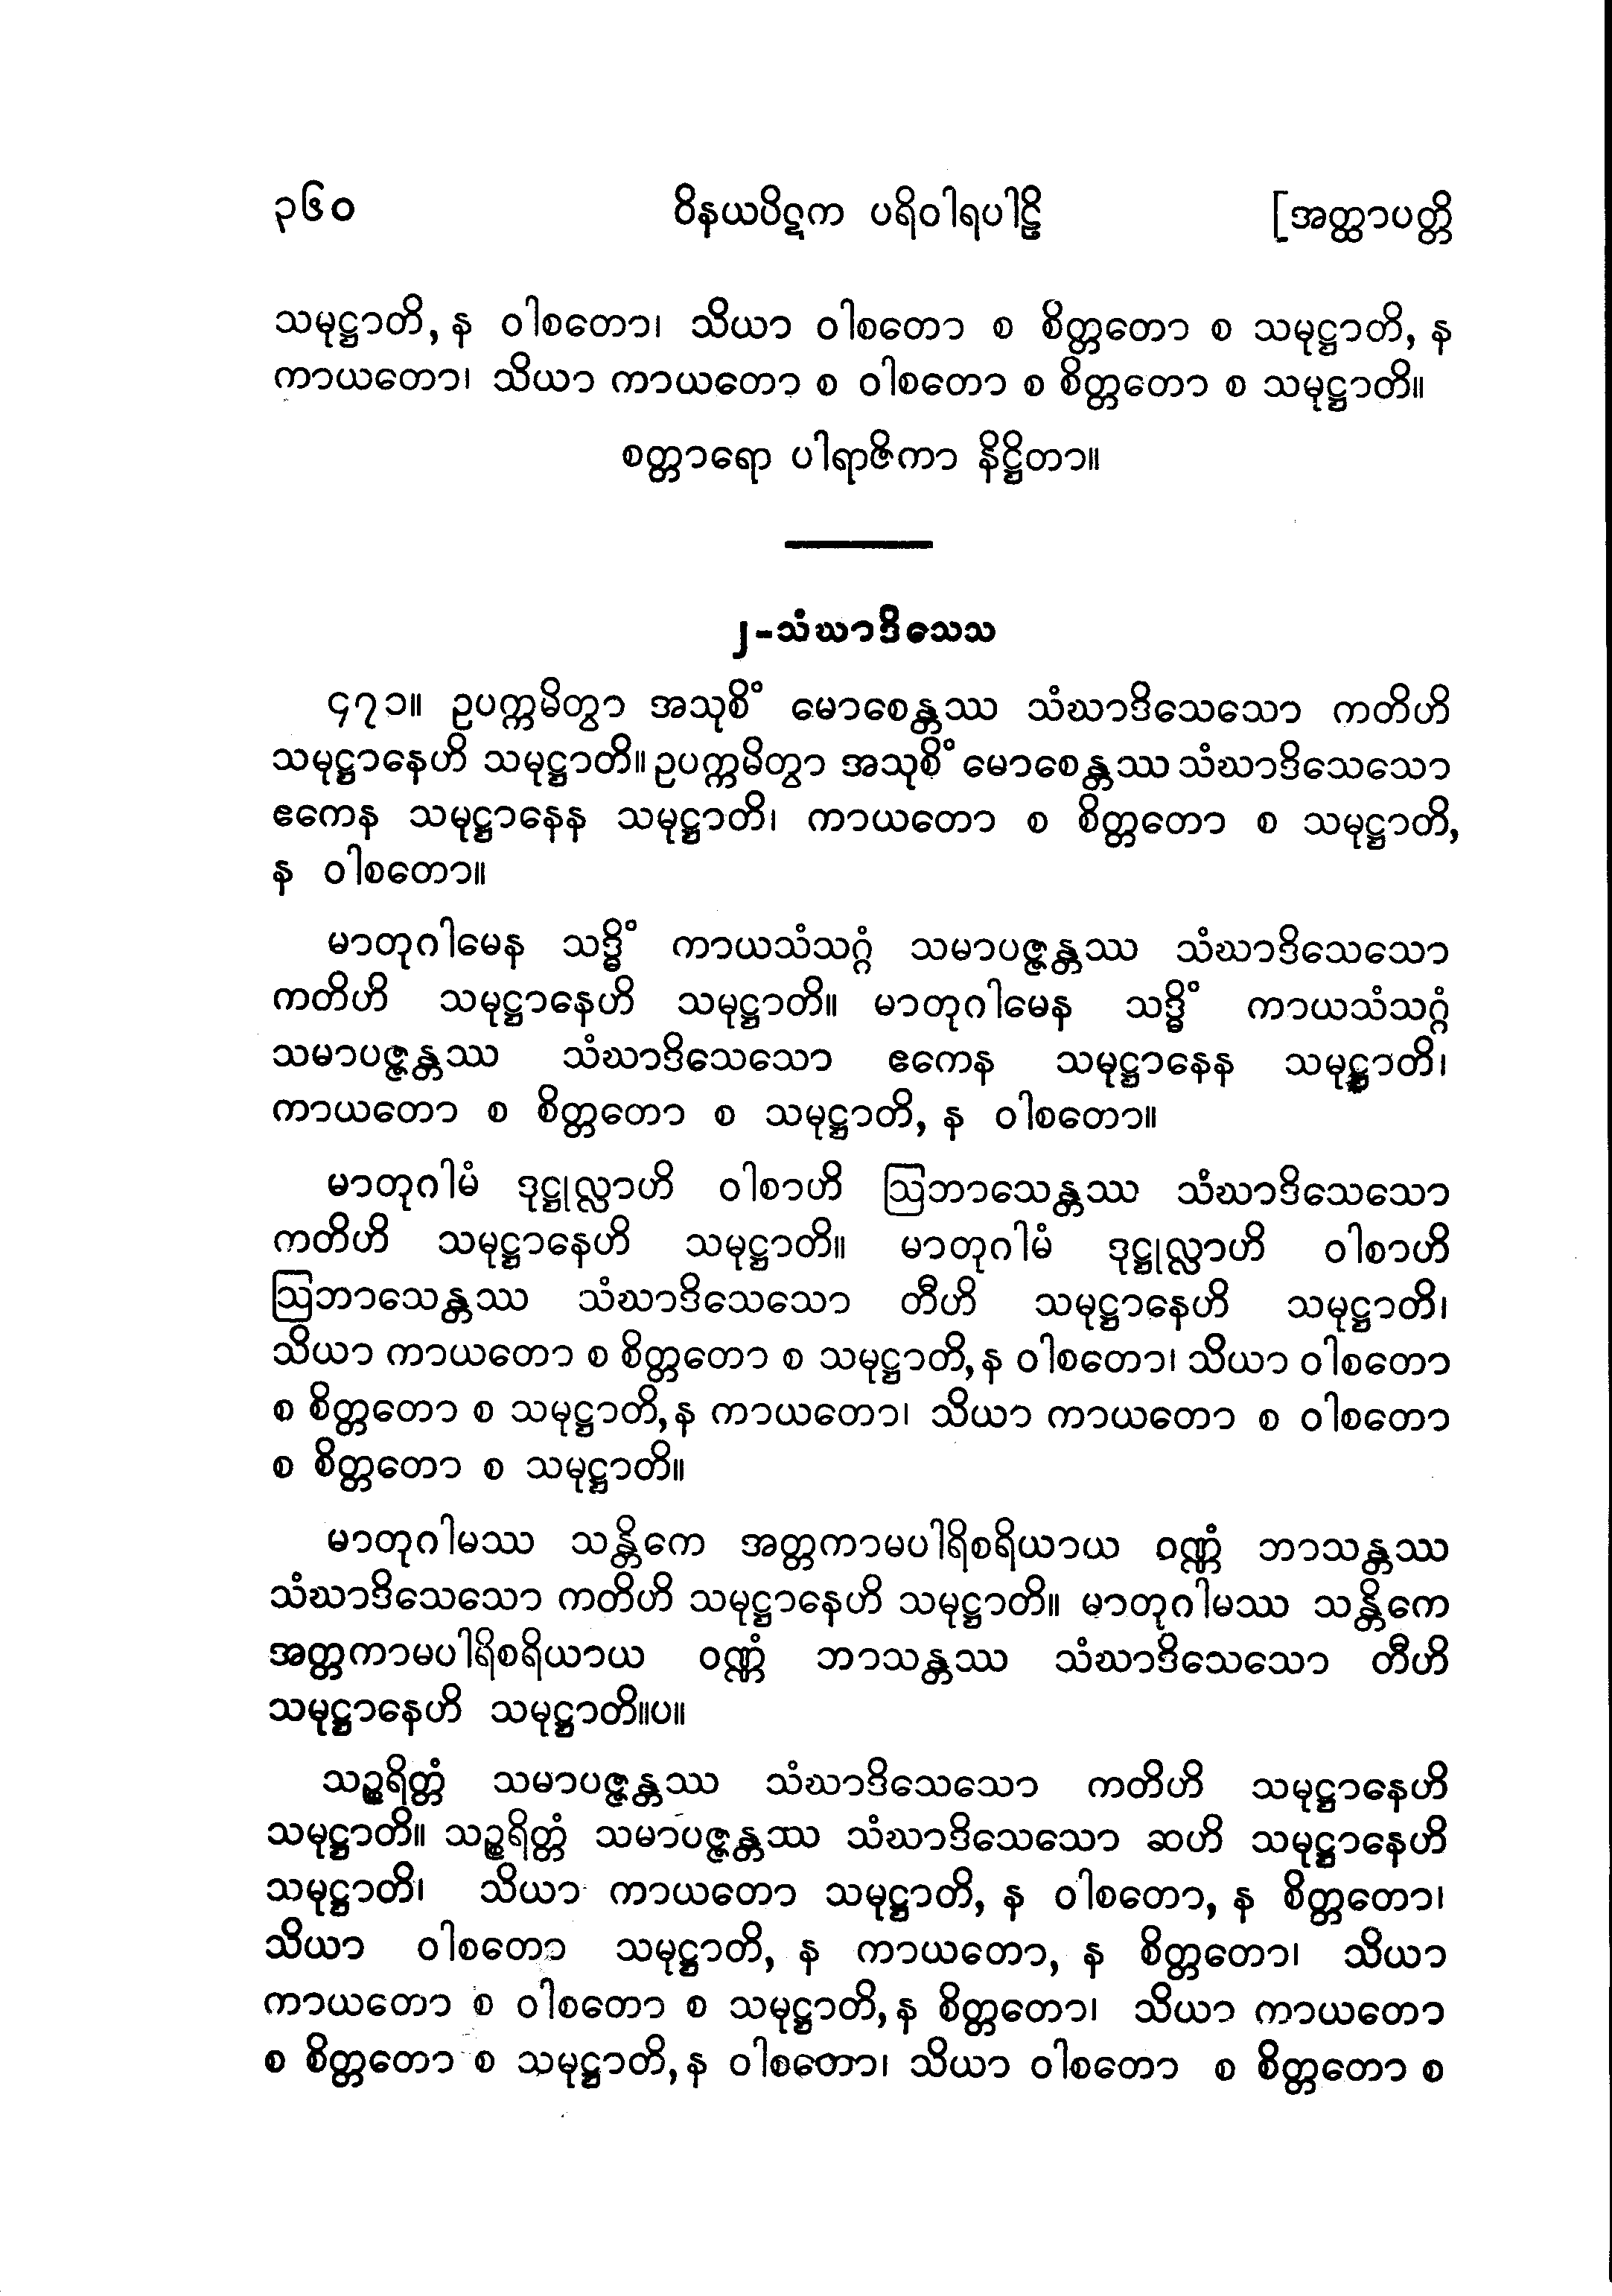 ၃၆၀ ဝိနယပိဋက ပရိဝါရပါဠိ [အတ္ထာပတ္တိ
သမုဋ္ဌာတိ, န ဝါစတော၊ သိယာ ဝါစတော စ စိတ္တတော စ သမုဋ္ဌာတိ, န
ကာယတော၊ သိယာ ကာယတော စ ဝါစတော စ စိတ္တတော စ သမုဋ္ဌာတိ။
စတ္တာရော ပါရာဇိကာ နိဋ္ဌိတာ။
၂-သံဃာဒိသေသ
၄၇၁။ ဥပက္ကမိတွာ အသုစိံ မောစေန္တဿ သံဃာဒိသေသော ကတိဟိ
သမုဋ္ဌာနေဟိ သမုဋ္ဌာတိ။ ဥပက္ကမိတွာ အသုစိံ မောစေန္တဿ သံဃာဒိသေသော
ဧကေန သမုဋ္ဌာနေန သမုဋ္ဌာတိ၊ ကာယတော စ စိတ္တတော စ သမုဋ္ဌာတိ,
န ဝါစတော။
မာတုဂါမေန သဒ္ဓိံ ကာယသံသဂ္ဂံ သမာပဇ္ဇန္တဿ သံဃာဒိသေသော
ကတိဟိ သမုဋ္ဌာနေဟိ သမုဋ္ဌာတိ။ မာတုဂါမေန သဒ္ဓိံ ကာယသံသဂ္ဂံ
သမာပဇ္ဇန္တဿ သံဃာဒိသေသော ဧကေန သမုဋ္ဌာနေန သမုဋ္ဌာတိ၊
ကာယတော စ စိတ္တတော စ သမုဋ္ဌာတိ, န ဝါစတော။
မာတုဂါမံ ဒုဋ္ဌုလ္လာဟိ ဝါစာဟိ ဩဘာသေန္တဿ သံဃာဒိသေသော
ကတိဟိ သမုဋ္ဌာနေဟိ သမုဋ္ဌာတိ။ မာတုဂါမံ ဒုဋ္ဌုလ္လာဟိ ဝါစာဟိ
ဩဘာသေန္တဿ သံဃာဒိသေသော တီဟိ သမုဋ္ဌာနေဟိ သမုဋ္ဌာတိ၊
သိယာ ကာယတော စ စိတ္တတော စ သမုဋ္ဌာတိ, န ဝါစတော၊ သိယာ ဝါစတော
စ စိတ္တတော စ သမုဋ္ဌာတိ, န ကာယတော၊ သိယာ ကာယတော စ ဝါစတော
စ စိတ္တတော စ သမုဋ္ဌာတိ။
မာတုဂါမဿ သန္တိကေ အတ္တကာမပါရိစရိယာယ ဝဏ္ဏံ ဘာသန္တဿ
သံဃာဒိသေသော ကတိဟိ သမုဋ္ဌာနေဟိ သမုဋ္ဌာတိ။ မာတုဂါမဿ သန္တိကေ
အတ္တကာမပါရိစရိယာယ ဝဏ္ဏံ ဘာသန္တဿ သံဃာဒိသေသော တီဟိ
သမုဋ္ဌာနေဟိ သမုဋ္ဌာတိ။ပ။
သဉ္စရိတ္တံ သမာပဇ္ဇန္တဿ သံဃာဒိသေသော ကတိဟိ သမုဋ္ဌာနေဟိ
သမုဋ္ဌာတိ။ သဉ္စရိတ္တံ သမာပဇ္ဇန္တဿ သံဃာဒိသေသော ဆဟိ သမုဋ္ဌာနေဟိ
သမုဋ္ဌာတိ၊ သိယာ ကာယတော သမုဋ္ဌာတိ, န ဝါစတော, န စိတ္တတော၊
သိယာ ဝါစတော သမုဋ္ဌာတိ, န ကာယတော, န စိတ္တတော၊ သိယာ
ကာယတော စ ဝါစတော စ သမုဋ္ဌာတိ, န စိတ္တတော၊ သိယာ ကာယတော
စ စိတ္တတော စ သမုဋ္ဌာတိ, န ဝါစတော၊ သိယာ ဝါစတော စ စိတ္တတော စ